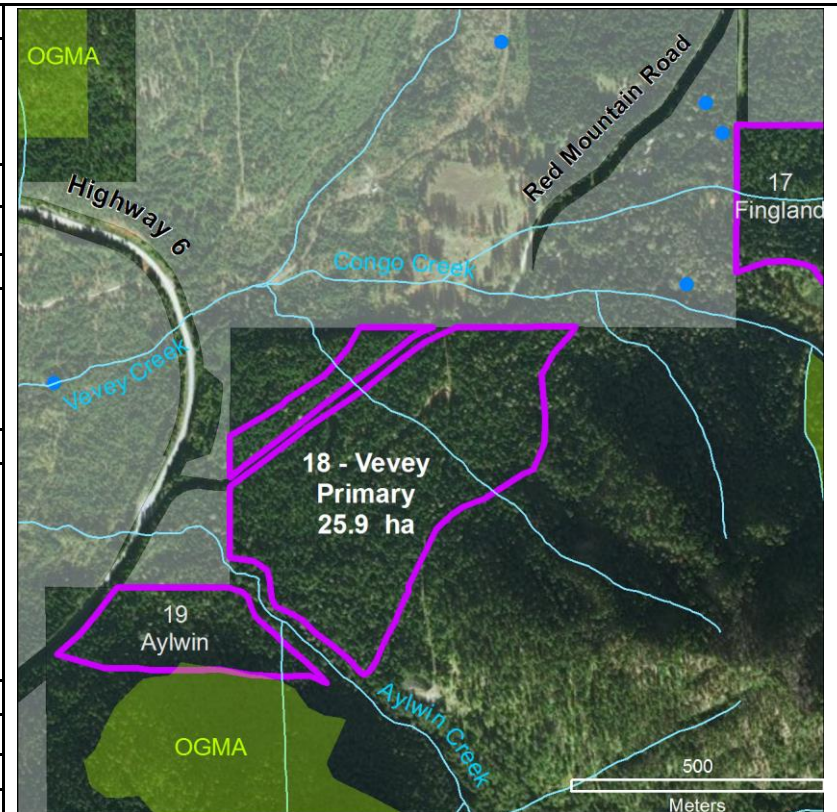 OGMA
Highway 6
Red Mountain Road
17
Fingland
Congo Creek
Vevey Creek
18 - Vevey
Primary
25.9 ha
19
Aylwin
Aylwin Creek
OGMA
500
Meters